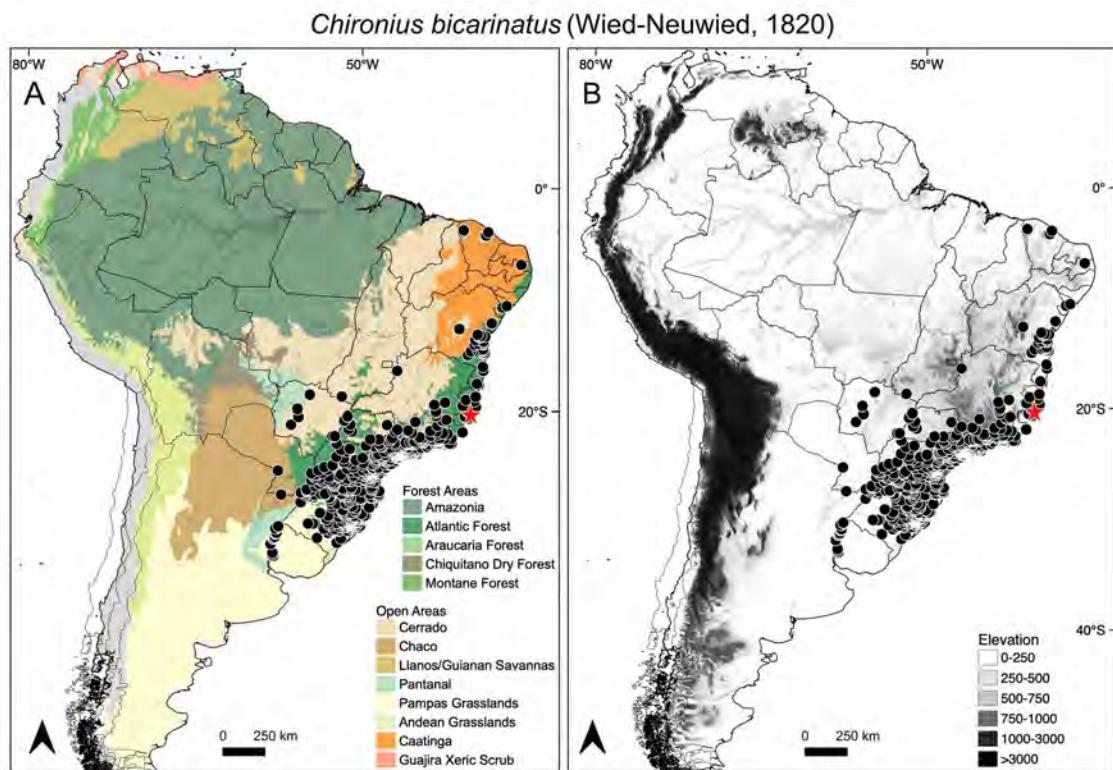 Chironius bicarinatus (Wied-Neuwied, 1820)
80°W
50°W
A
0°
20°S
Forest Areas
Amazonia
Atlantic Forest
Araucaria Forest
Chiquitano Dry Forest
Montane Forest
Open Areas
Cerrado
Chaco
Llanos/Guianan Savannas
Pantanal
Pampas Grasslands
Andean Grasslands
Caatinga
Guajira Xeric Scrub
0 250 km
80°W
50°W
B
0°
20°S
40°S
Elevation
0-250
250-500
500-750
750-1000
1000-3000
>3000
0 250 km